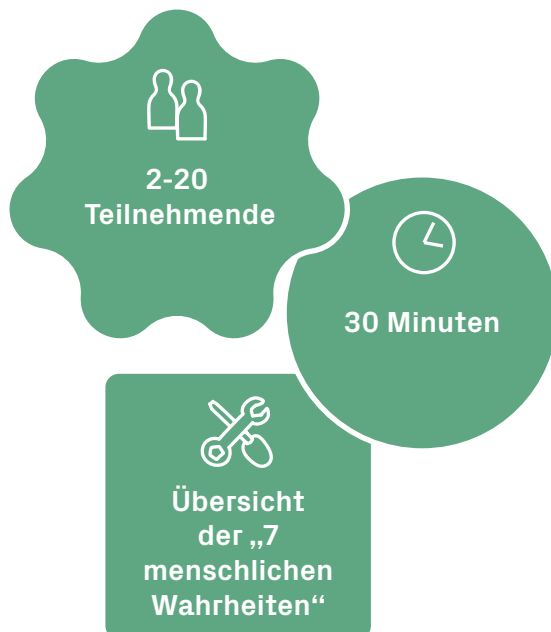 2-20
Teilnehmende
30 Minuten
Übersicht
der „7
menschlichen
Wahrheiten“